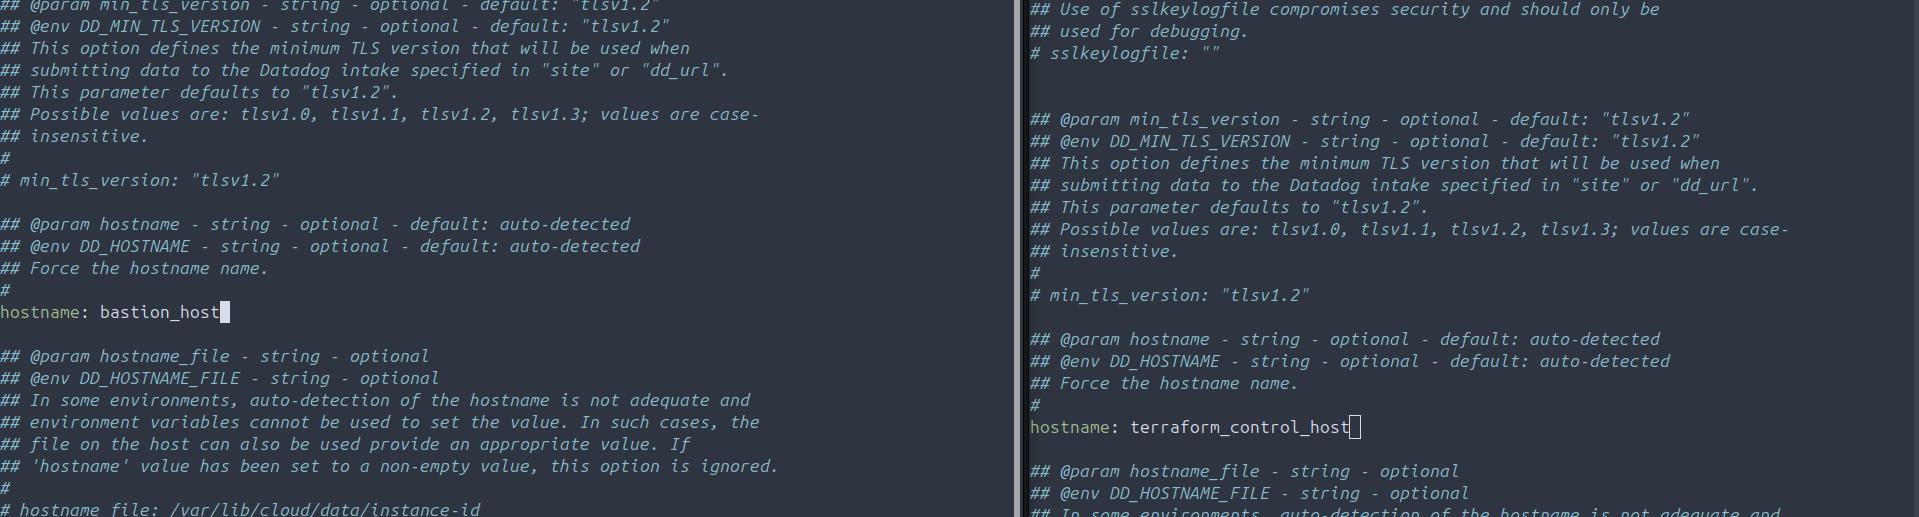 ## @param min_tls_version - string - optional - default: "tlsv1.2"
## @env DD_MIN_TLS_VERSION - string - optional - default: "tlsv1.2"
## This option defines the minimum TLS version that will be used when
## submitting data to the Datadog intake specified in "site" or "dd_url".
## This parameter defaults to "tlsv1.2".
## Possible values are: tlsv1.0, tlsv1.1, tlsv1.2, tlsv1.3; values are case-
## insensitive.
#
# min_tls_version: "tlsv1.2"
## @param hostname - string - optional - default: auto-detected
## @env DD_HOSTNAME - string - optional - default: auto-detected
## Force the hostname name.
#
hostname: bastion_host
## @param hostname_file - string - optional
## @env DD_HOSTNAME_FILE - string - optional
## In some environments, auto-detection of the hostname is not adequate and
## environment variables cannot be used to set the value. In such cases, the
## file on the host can also be used provide an appropriate value. If
## 'hostname' value has been set to a non-empty value, this option is ignored.
#
# hostname_file: /var/lib/cloud/data/instance-id
## Use of sslkeylogfile compromises security and should only be
## used for debugging.
# sslkeylogfile: ""
## @param min_tls_version - string - optional - default: "tlsv1.2"
## @env DD_MIN_TLS_VERSION - string - optional - default: "tlsv1.2"
## This option defines the minimum TLS version that will be used when
## submitting data to the Datadog intake specified in "site" or "dd_url".
## This parameter defaults to "tlsv1.2".
## Possible values are: tlsv1.0, tlsv1.1, tlsv1.2, tlsv1.3; values are case-
## insensitive.
#
# min_tls_version: "tlsv1.2"
## @param hostname - string - optional - default: auto-detected
## @env DD_HOSTNAME - string - optional - default: auto-detected
## Force the hostname name.
#
hostname: terraform_control_host
## @param hostname_file - string - optional
## @env DD_HOSTNAME_FILE - string - optional
## In some environments, auto-detection of the hostname is not adequate and